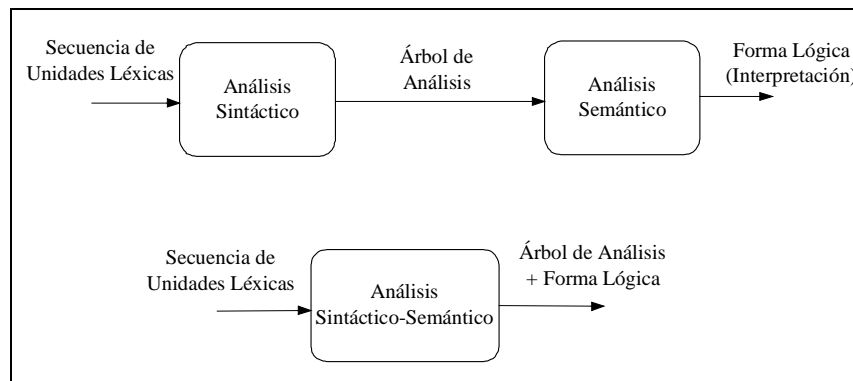 Secuencia de
Unidades Léxicas
Análisis
Sintáctico
Árbol de
Análisis
Análisis
Semántico
Forma Lógica
(Interpretación)
Secuencia de
Unidades Léxicas
Análisis
Sintáctico-Semántico
Árbol de Análisis
+ Forma Lógica